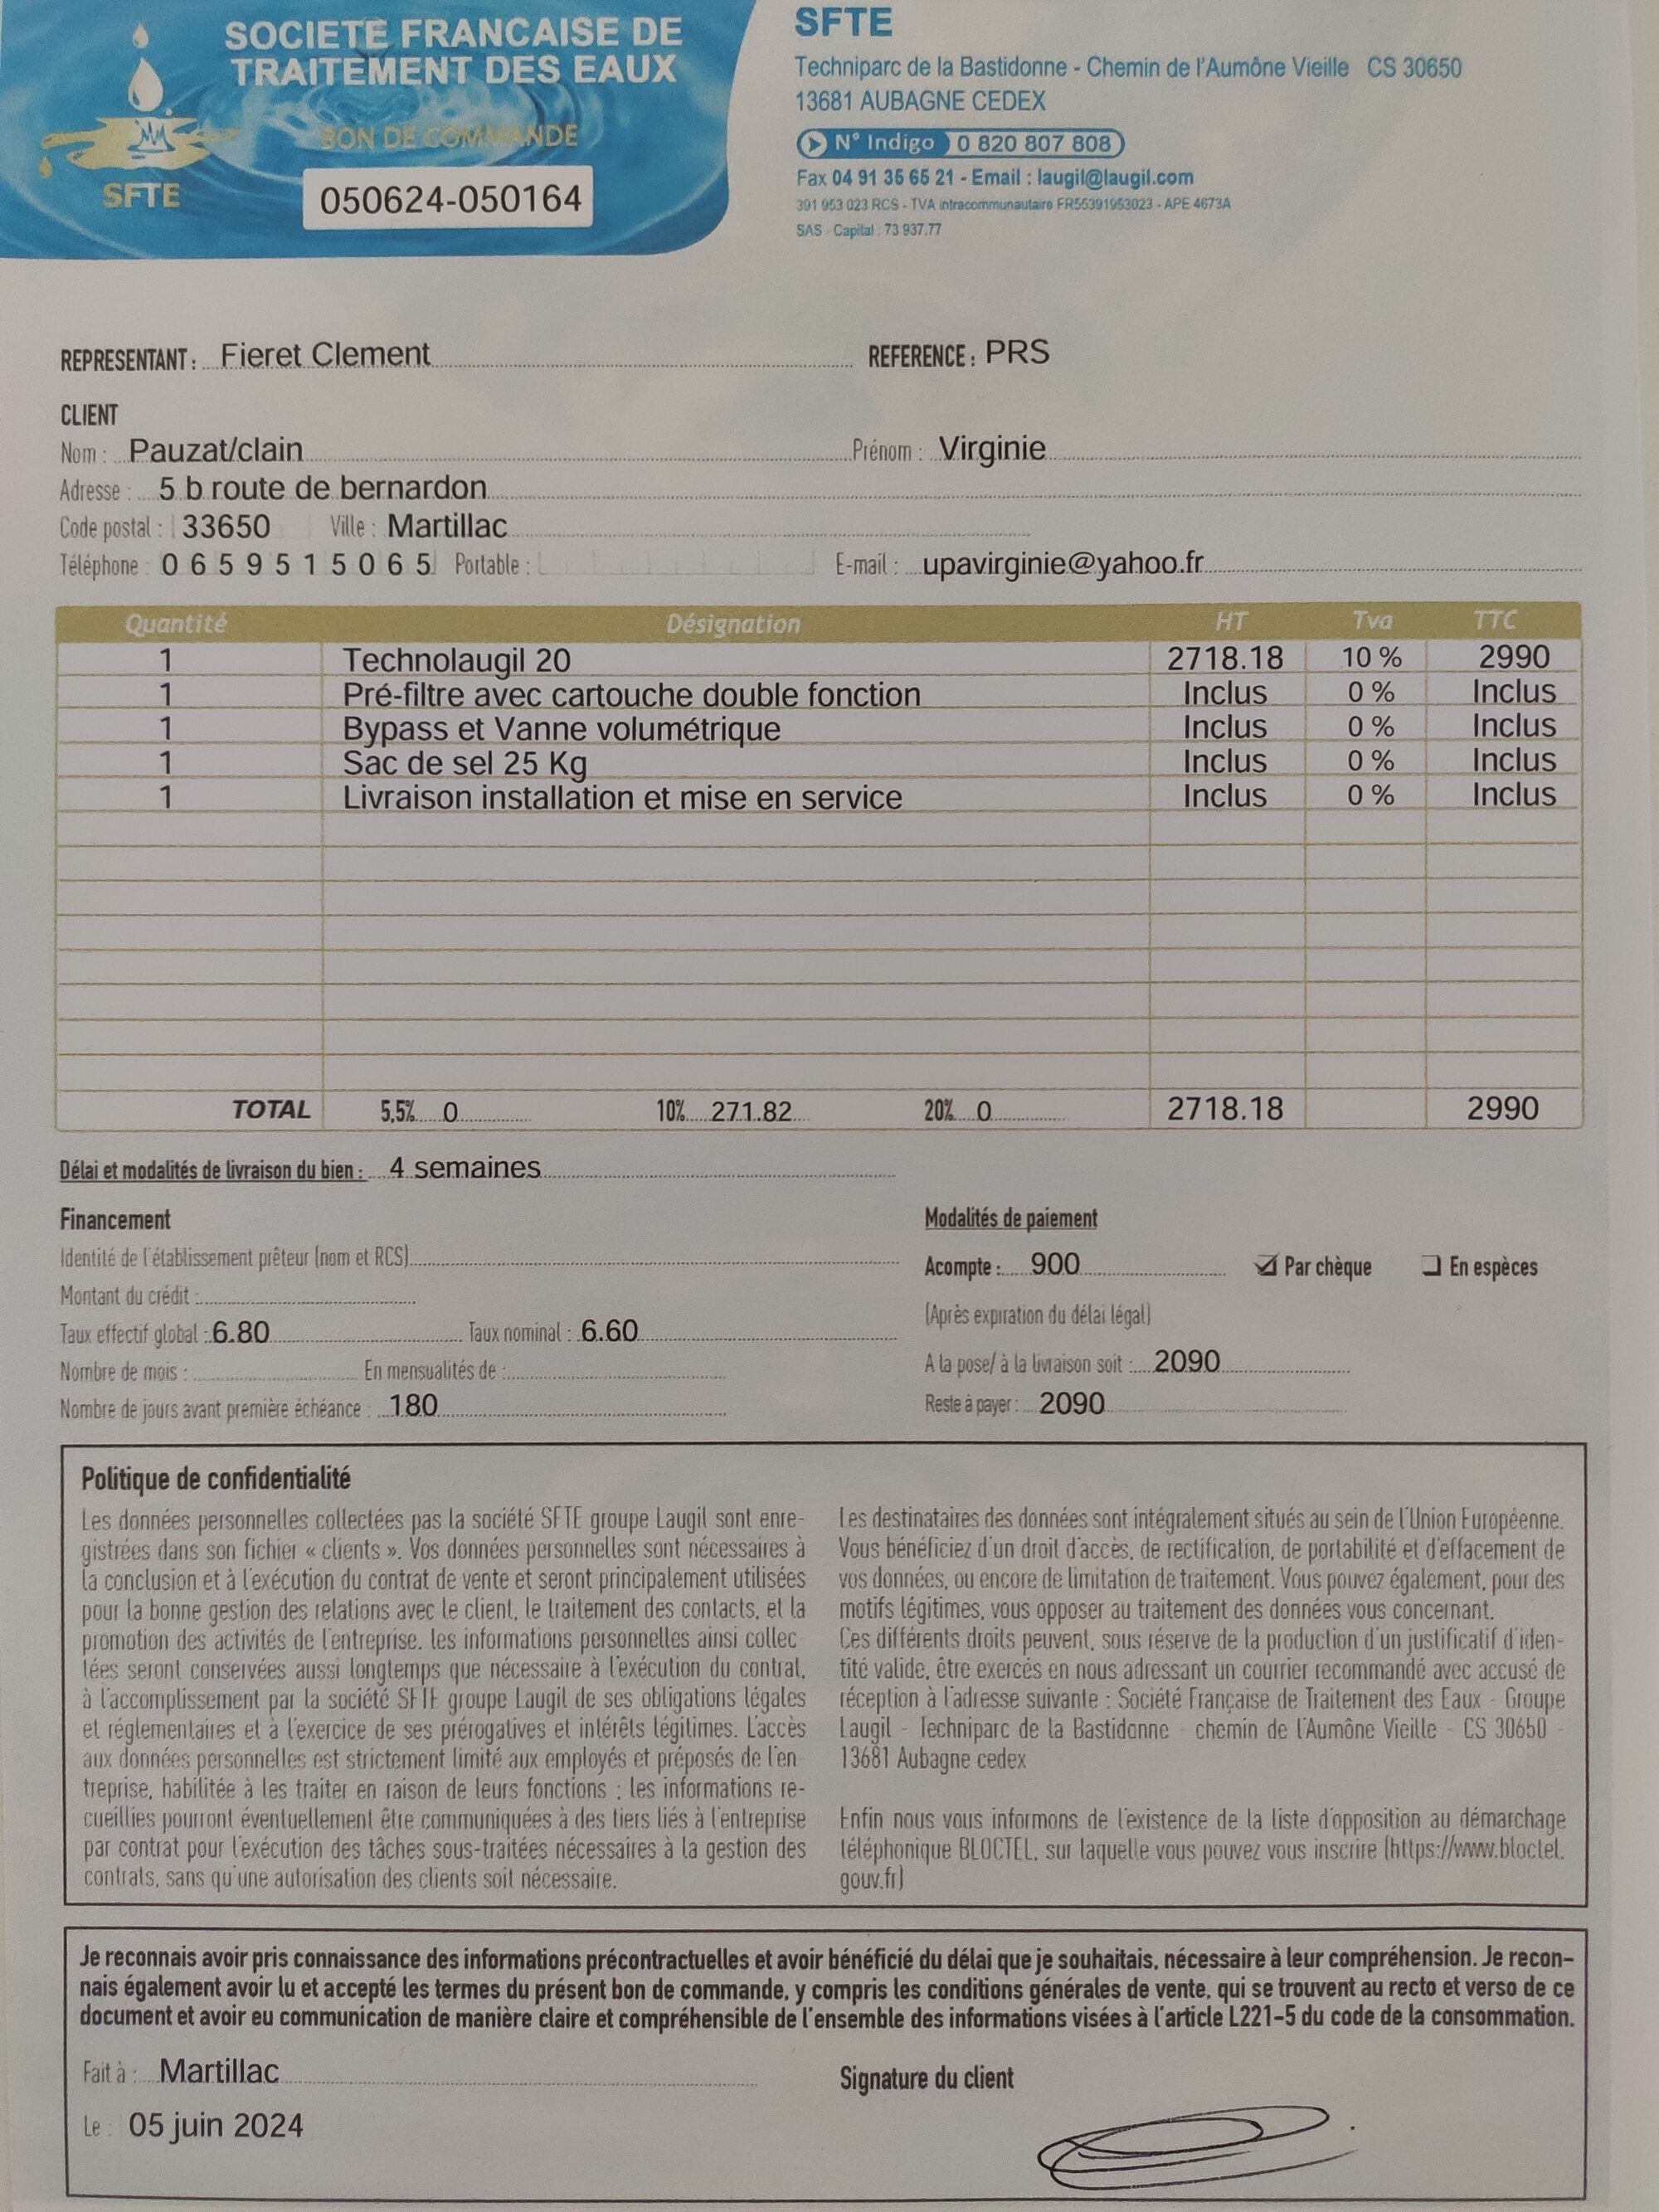 SOCIETE FRANCAISE DE
TRAITEMENT DES EAUX
BON DE COMMANDE
SFTE
050624-050164
SFTE
Techniparc de la Bastidonne - Chemin de l'Aumône Vieille CS 30650
13681 AUBAGNE CEDEX
N° Indigo 0 820 807 808
Fax 04 91 35 65 21 - Email : laugil@laugil.com
391 953 023 RCS - TVA intracommunautaire FR55391953023 - APE 4673A
SAS - Capital : 73 937.77
REPRESENTANT : Fieret Clement REFERENCE : PRS
CLIENT
Nom : Pauzat/clain Prénom : Virginie
Adresse : 5 b route de bernardon
Code postal : 33650 Ville : Martillac
Téléphone : 0 6 5 9 5 1 5 0 6 5 Portable : E-mail : upavirginie@yahoo.fr
Quantité Désignation HT Tva TTC
1 Technolaugil 20 2718.18 10 % 2990
1 Pré-filtre avec cartouche double fonction Inclus 0 % Inclus
1 Bypass et Vanne volumétrique Inclus 0 % Inclus
1 Sac de sel 25 Kg Inclus 0 % Inclus
1 Livraison installation et mise en service Inclus 0 % Inclus
TOTAL 5,5% 0 10% 271.82 20% 0 2718.18 2990
Délai et modalités de livraison du bien : 4 semaines
Financement
Identité de l'établissement prêteur (nom et RCS)
Montant du crédit :
Taux effectif global : 6.80 Taux nominal : 6.60
Nombre de mois : En mensualités de :
Nombre de jours avant première échéance : 180
Modalités de paiement
Acompte : 900 Par chèque En espèces
(Après expiration du délai légal)
A la pose/ à la livraison soit : 2090
Reste à payer : 2090
Politique de confidentialité
Les données personnelles collectées pas la société SFTE groupe Laugil sont enre-
gistrées dans son fichier « clients ». Vos données personnelles sont nécessaires à
la conclusion et à l'exécution du contrat de vente et seront principalement utilisées
pour la bonne gestion des relations avec le client, le traitement des contacts, et la
promotion des activités de l'entreprise. les informations personnelles ainsi collec-
tées seront conservées aussi longtemps que nécessaire à l'exécution du contrat,
à l'accomplissement par la société SFTE groupe Laugil de ses obligations légales
et réglementaires et à l'exercice de ses prérogatives et intérêts légitimes. L'accès
aux données personnelles est strictement limité aux employés et préposés de l'en-
treprise, habilitée à les traiter en raison de leurs fonctions ; les informations re-
cueillies pourront éventuellement être communiquées à des tiers liés à l'entreprise
par contrat pour l'exécution des tâches sous-traitées nécessaires à la gestion des
contrats, sans qu'une autorisation des clients soit nécessaire.
Les destinataires des données sont intégralement situés au sein de l'Union Européenne.
Vous bénéficiez d'un droit d'accès, de rectification, de portabilité et d'effacement de
vos données, ou encore de limitation de traitement. Vous pouvez également, pour des
motifs légitimes, vous opposer au traitement des données vous concernant.
Ces différents droits peuvent, sous réserve de la production d'un justificatif d'iden-
tité valide, être exercés en nous adressant un courrier recommandé avec accusé de
réception à l'adresse suivante : Société Française de Traitement des Eaux - Groupe
Laugil - Techniparc de la Bastidonne - chemin de l'Aumône Vieille - CS 30650 -
13681 Aubagne cedex
Enfin nous vous informons de l'existence de la liste d'opposition au démarchage
téléphonique BLOCTEL, sur laquelle vous pouvez vous inscrire (https://www.bloctel.
gouv.fr)
Je reconnais avoir pris connaissance des informations précontractuelles et avoir bénéficié du délai que je souhaitais, nécessaire à leur compréhension. Je recon-
nais également avoir lu et accepté les termes du présent bon de commande, y compris les conditions générales de vente, qui se trouvent au recto et verso de ce
document et avoir eu communication de manière claire et compréhensible de l'ensemble des informations visées à l'article L221-5 du code de la consommation.
Fait à : Martillac
Le : 05 juin 2024
Signature du client